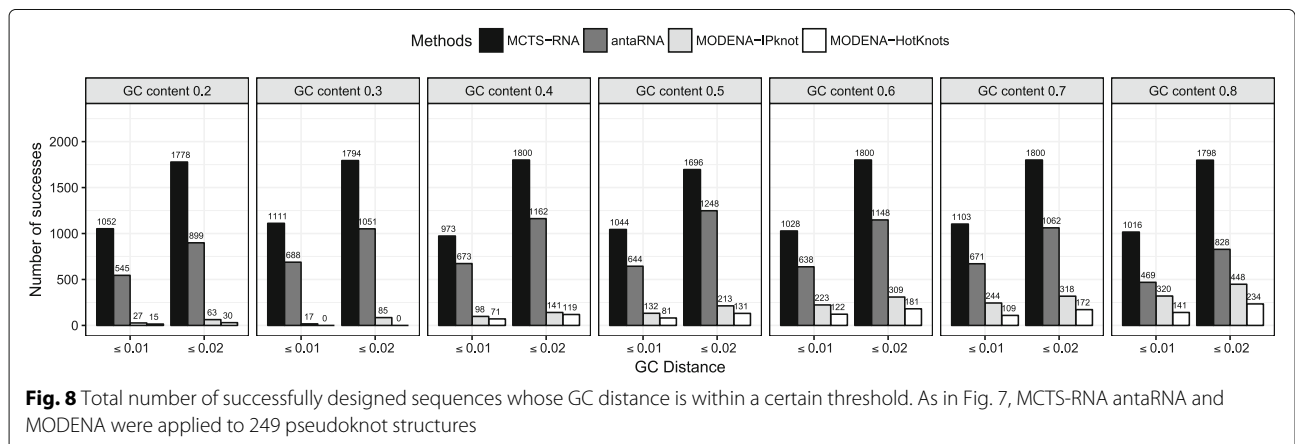 Methods MCTS−RNA antaRNA MODENA−IPknot MODENA−HotKnots
GC content 0.2 GC content 0.3 GC content 0.4 GC content 0.5 GC content 0.6 GC content 0.7 GC content 0.8
Number of successes
2000
1500
1000
500
0
1052 545 27 15 1778 899 63 30
1111 688 17 0 1794 1051 85 0
973 673 98 71 1800 1162 141 119
1044 644 132 81 1696 1248 213 131
1028 638 223 122 1800 1148 309 181
1103 671 244 109 1800 1062 318 172
1016 469 320 141 1798 828 448 234
≤ 0.01 ≤ 0.02 ≤ 0.01 ≤ 0.02 ≤ 0.01 ≤ 0.02 ≤ 0.01 ≤ 0.02 ≤ 0.01 ≤ 0.02 ≤ 0.01 ≤ 0.02 ≤ 0.01 ≤ 0.02
GC Distance
Fig. 8 Total number of successfully designed sequences whose GC distance is within a certain threshold. As in Fig. 7, MCTS-RNA antaRNA and
MODENA were applied to 249 pseudoknot structures